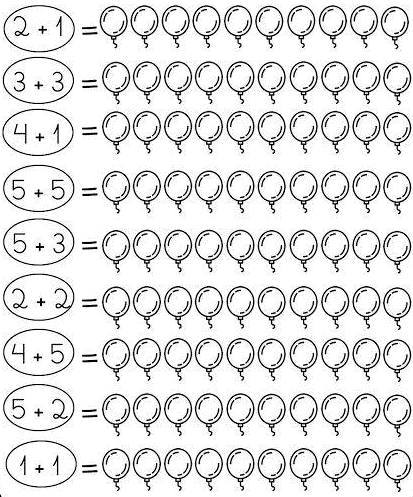 2 + 1 =
3 + 3 =
4 + 1 =
5 + 5 =
5 + 3 =
2 + 2 =
4 + 5 =
5 + 2 =
1 + 1 =